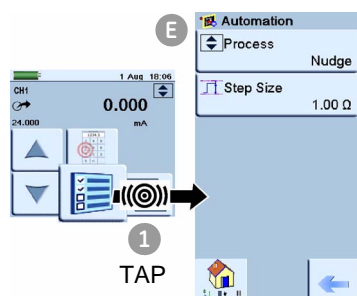 E
Automation
Process
Nudge
Step Size
1.00 Ω
1 Aug 18:06
CH1
0.000
24.000
mA
1
TAP